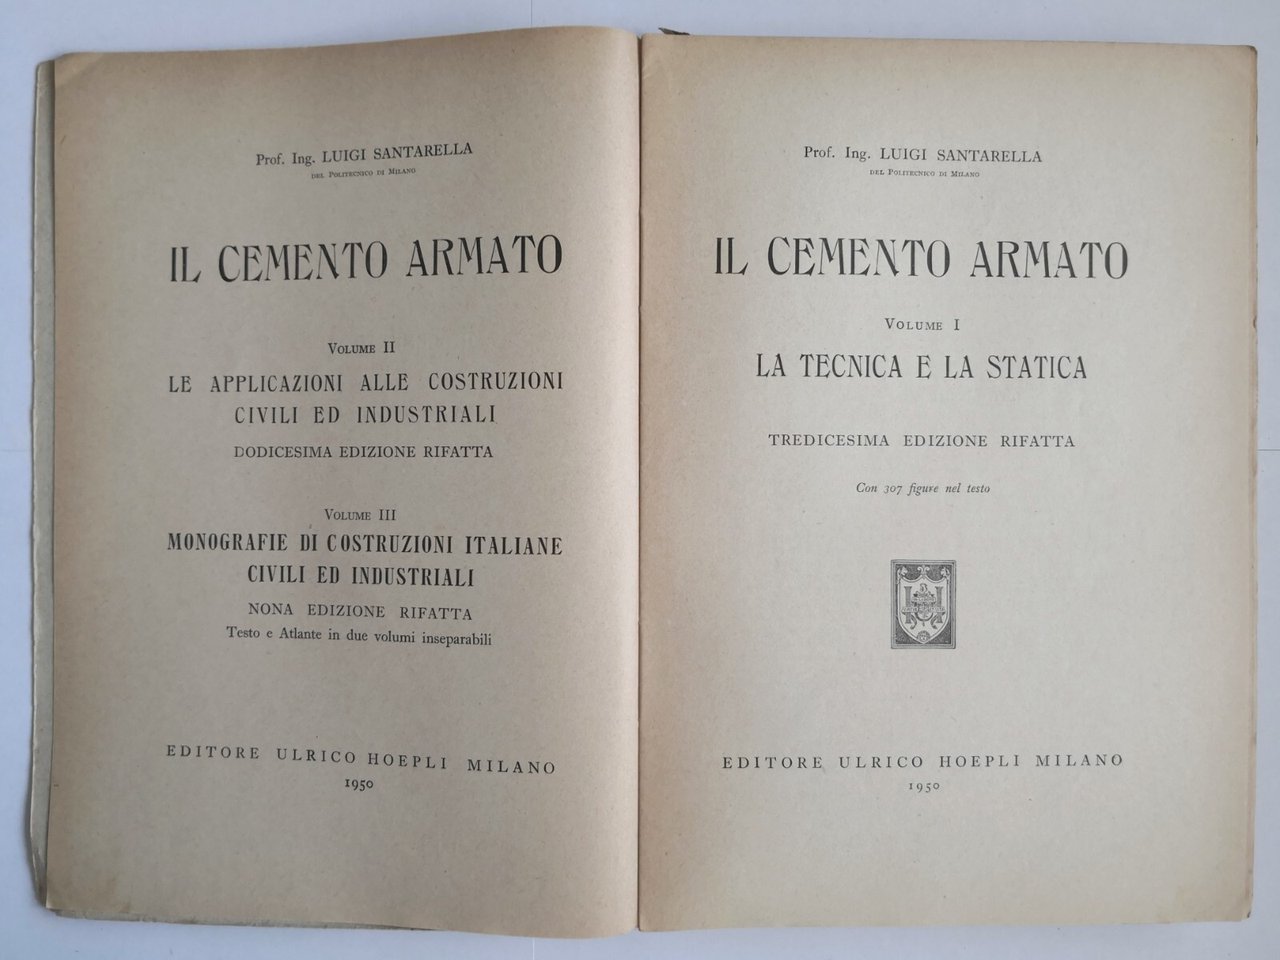 Prof. Ing. LUIGI SANTARELLA
DEL POLITECNICO DI MILANO
IL CEMENTO ARMATO
VOLUME II
LE APPLICAZIONI ALLE COSTRUZIONI
CIVILI ED INDUSTRIALI
DODICESIMA EDIZIONE RIFATTA
VOLUME III
MONOGRAFIE DI COSTRUZIONI ITALIANE
CIVILI ED INDUSTRIALI
NONA EDIZIONE RIFATTA
Testo e Atlante in due volumi inseparabili
EDITORE ULRICO HOEPLI MILANO
1950
Prof. Ing. LUIGI SANTARELLA
DEL POLITECNICO DI MILANO
IL CEMENTO ARMATO
VOLUME I
LA TECNICA E LA STATICA
TREDICESIMA EDIZIONE RIFATTA
Con 307 figure nel testo
EDITORE ULRICO HOEPLI MILANO
1950